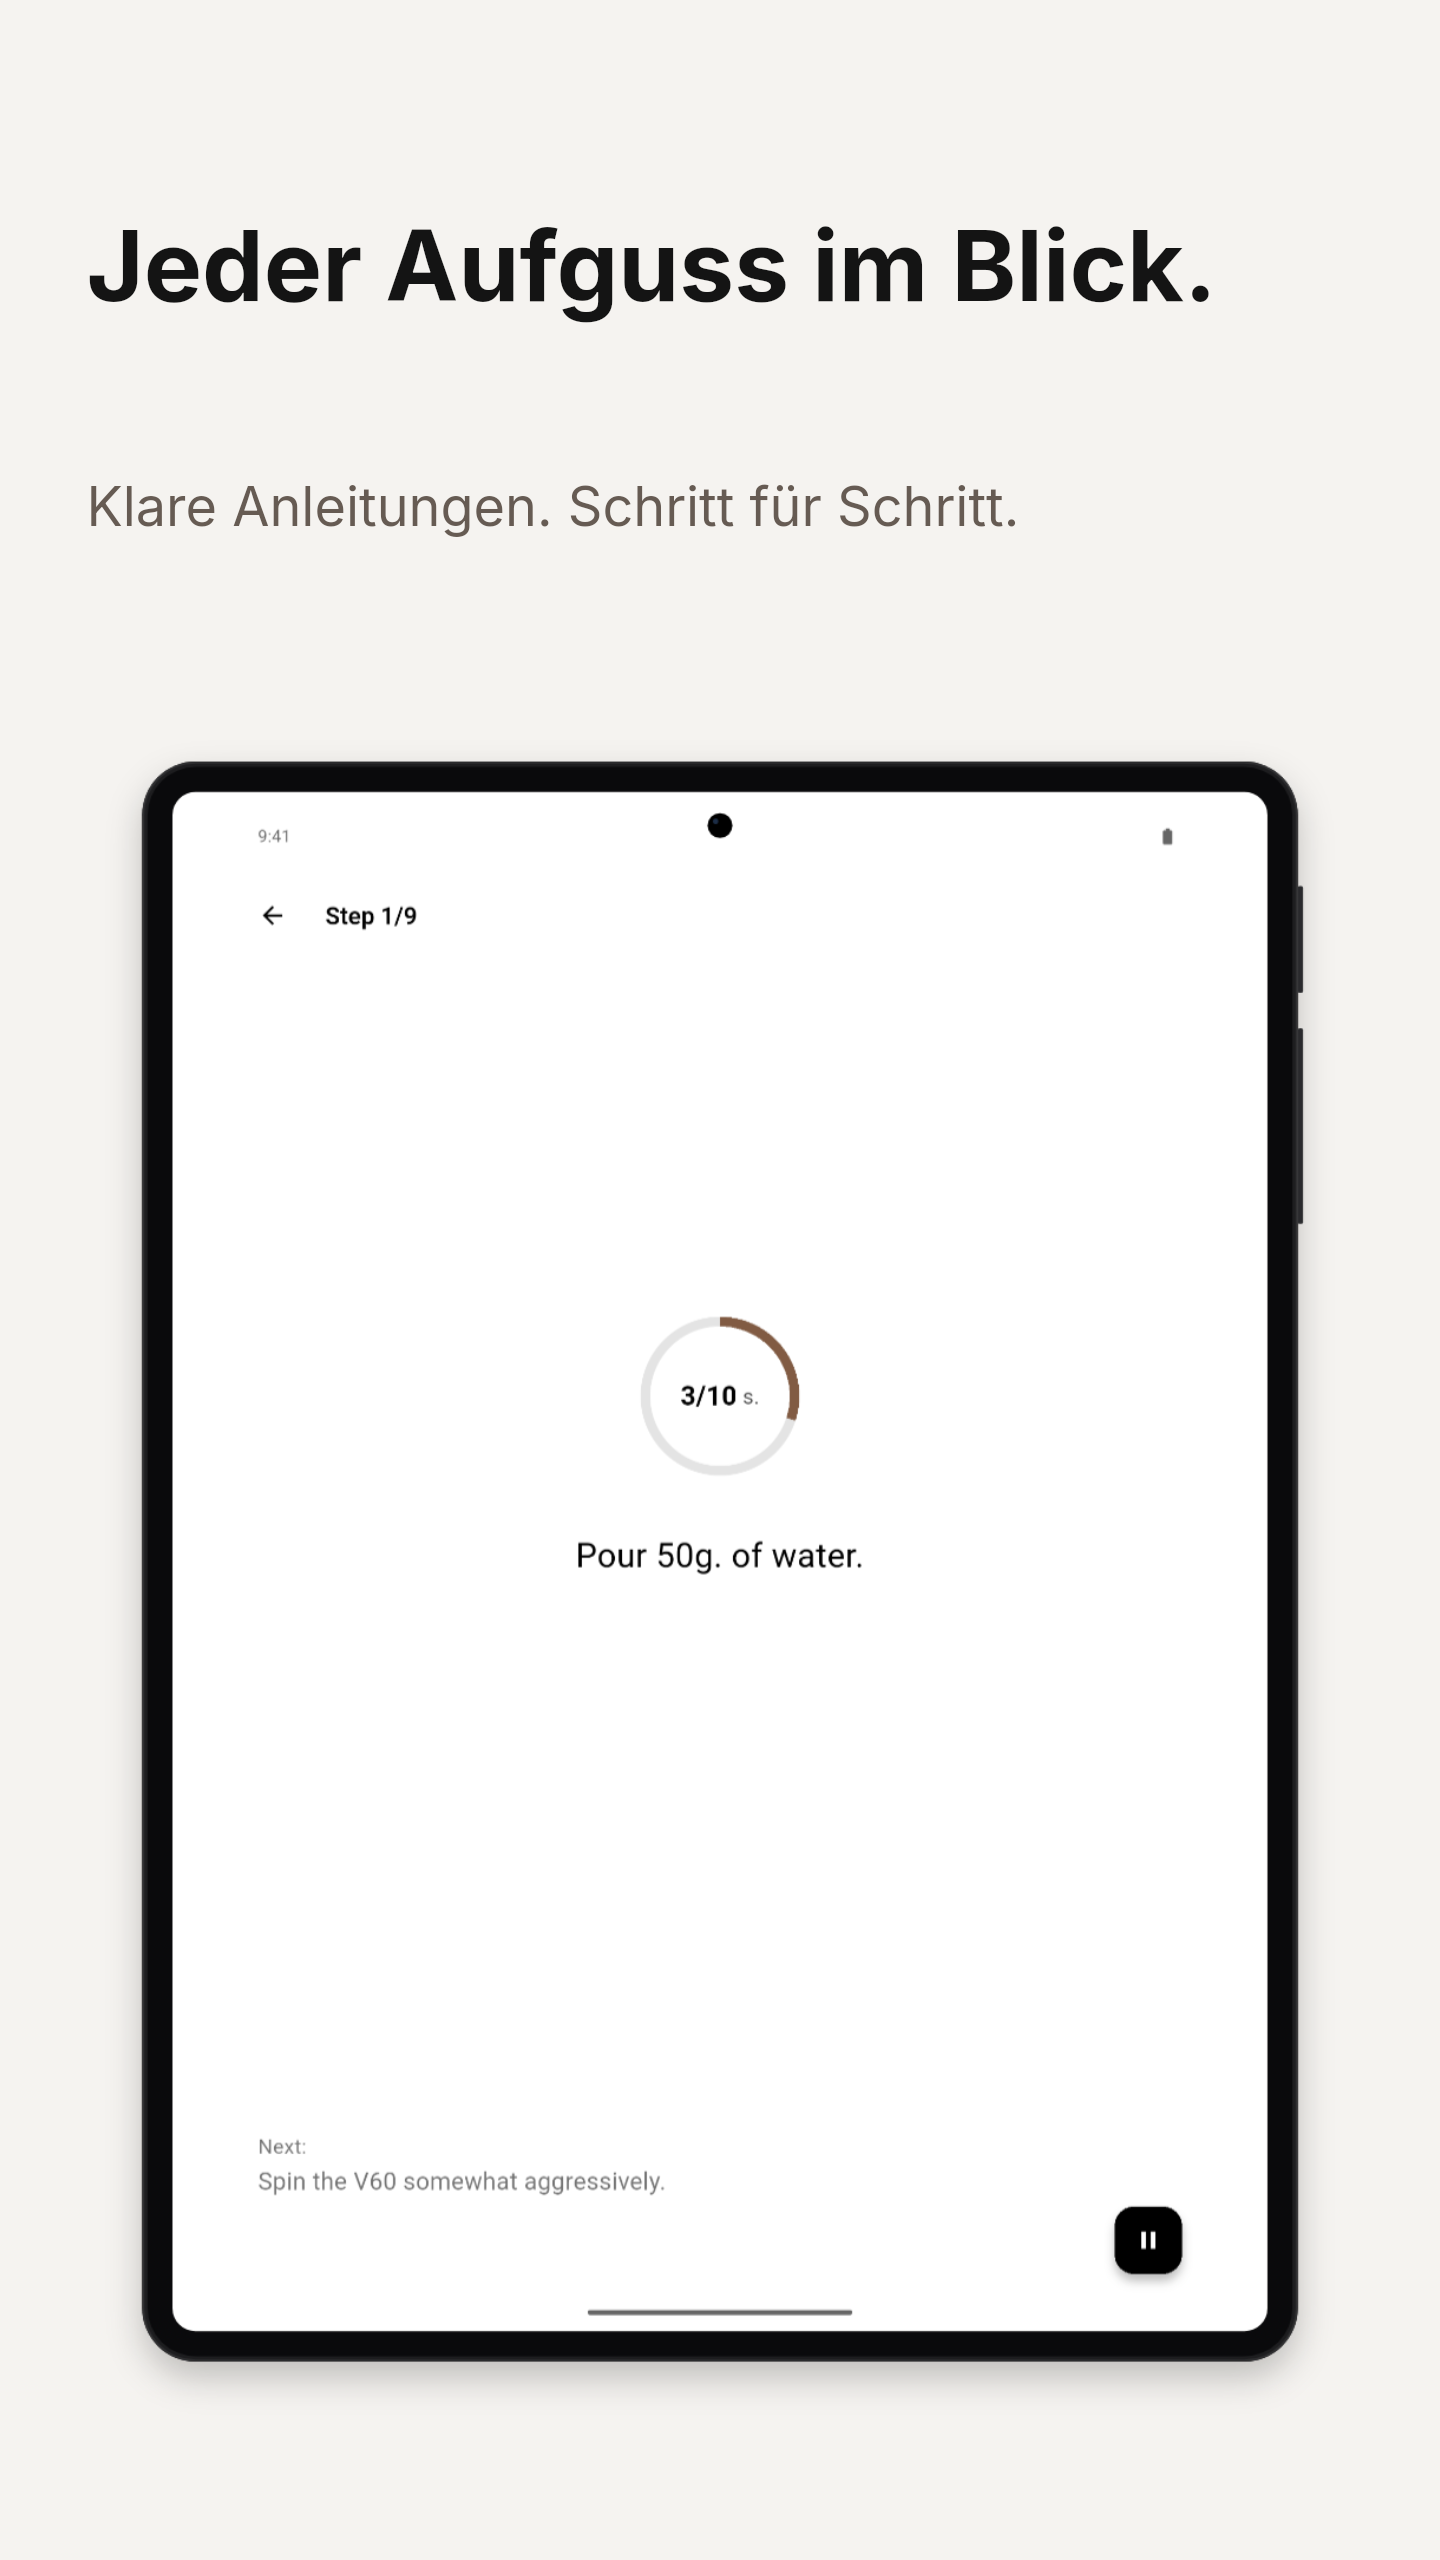 Jeder Aufguss im Blick.
Klare Anleitungen. Schritt für Schritt.
9:41
Step 1/9
3/10 s.
Pour 50g. of water.
Next:
Spin the V60 somewhat aggressively.